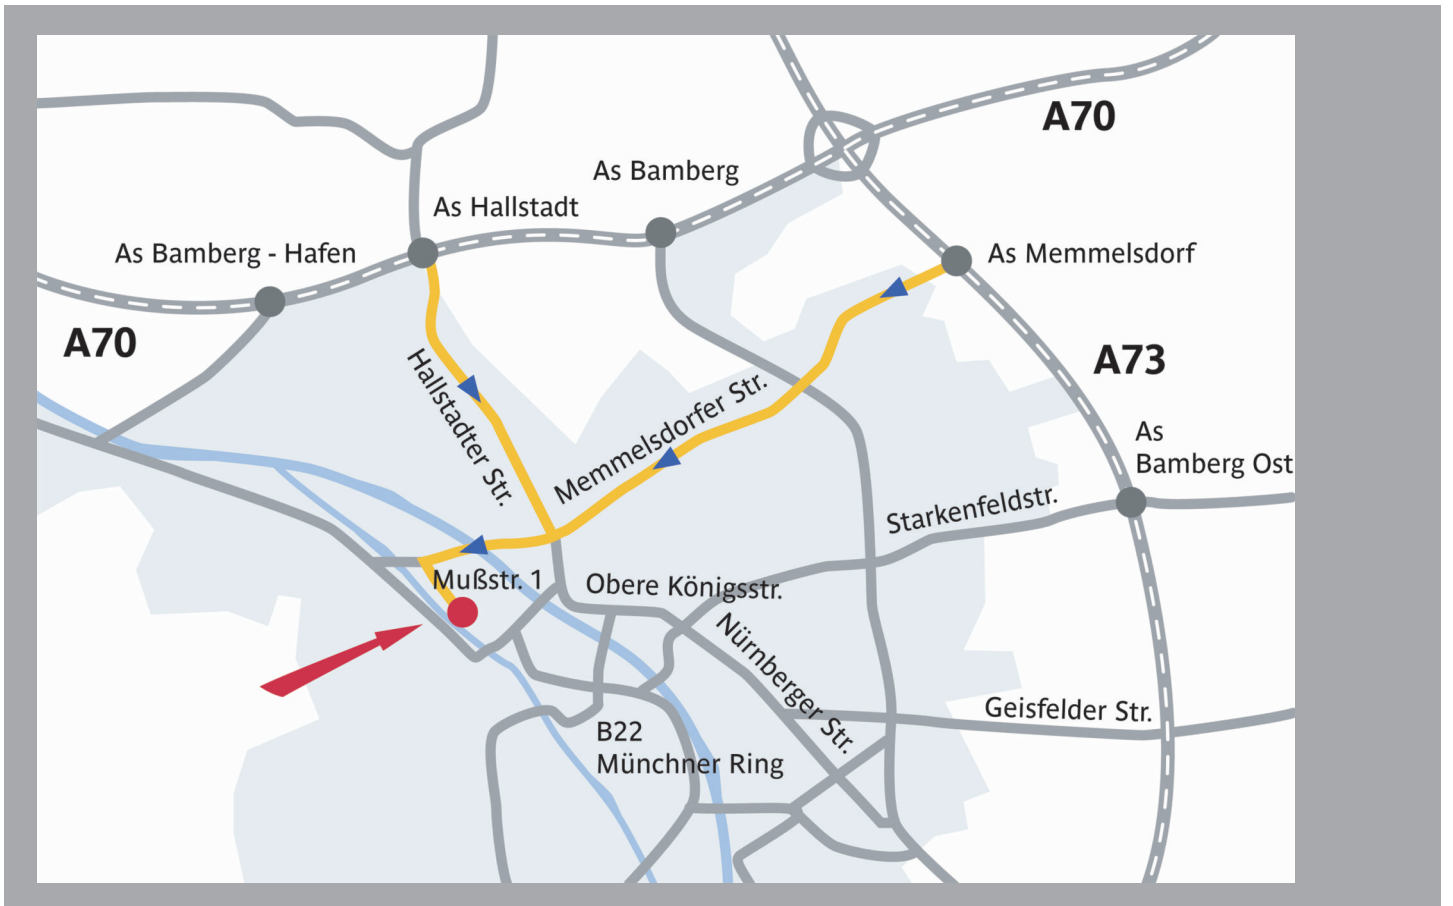 A70
As Bamberg
As Hallstadt
As Bamberg - Hafen
As Memmelsdorf
A70
A73
Hallstadter Str.
Memmelsdorfer Str.
As
Bamberg Ost
Starkenfeldstr.
Mußstr. 1
Obere Königsstr.
Nürnberger Str.
Geisfelder Str.
B22
Münchner Ring